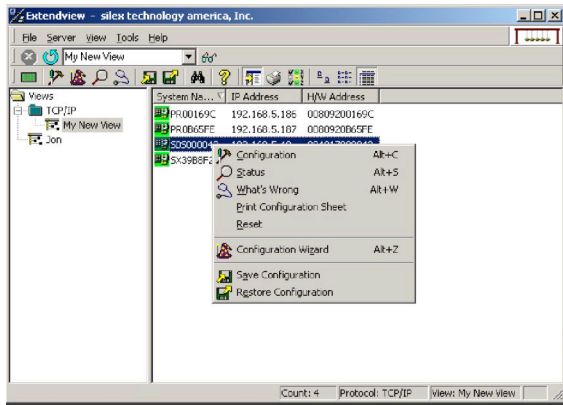 Extendview - silex technology america, Inc.
File Server View Tools Help
My New View
Views
TCP/IP
My New View
Jon
System Na... IP Address H/W Address
PR00169C 192.168.5.186 00809200169C
PR0B65FE 192.168.5.187 0080920B65FE
SDS000042
SX39B8F2
Configuration Alt+C
Status Alt+S
What's Wrong Alt+W
Print Configuration Sheet
Reset
Configuration Wizard Alt+Z
Save Configuration
Restore Configuration
Count: 4 Protocol: TCP/IP View: My New View